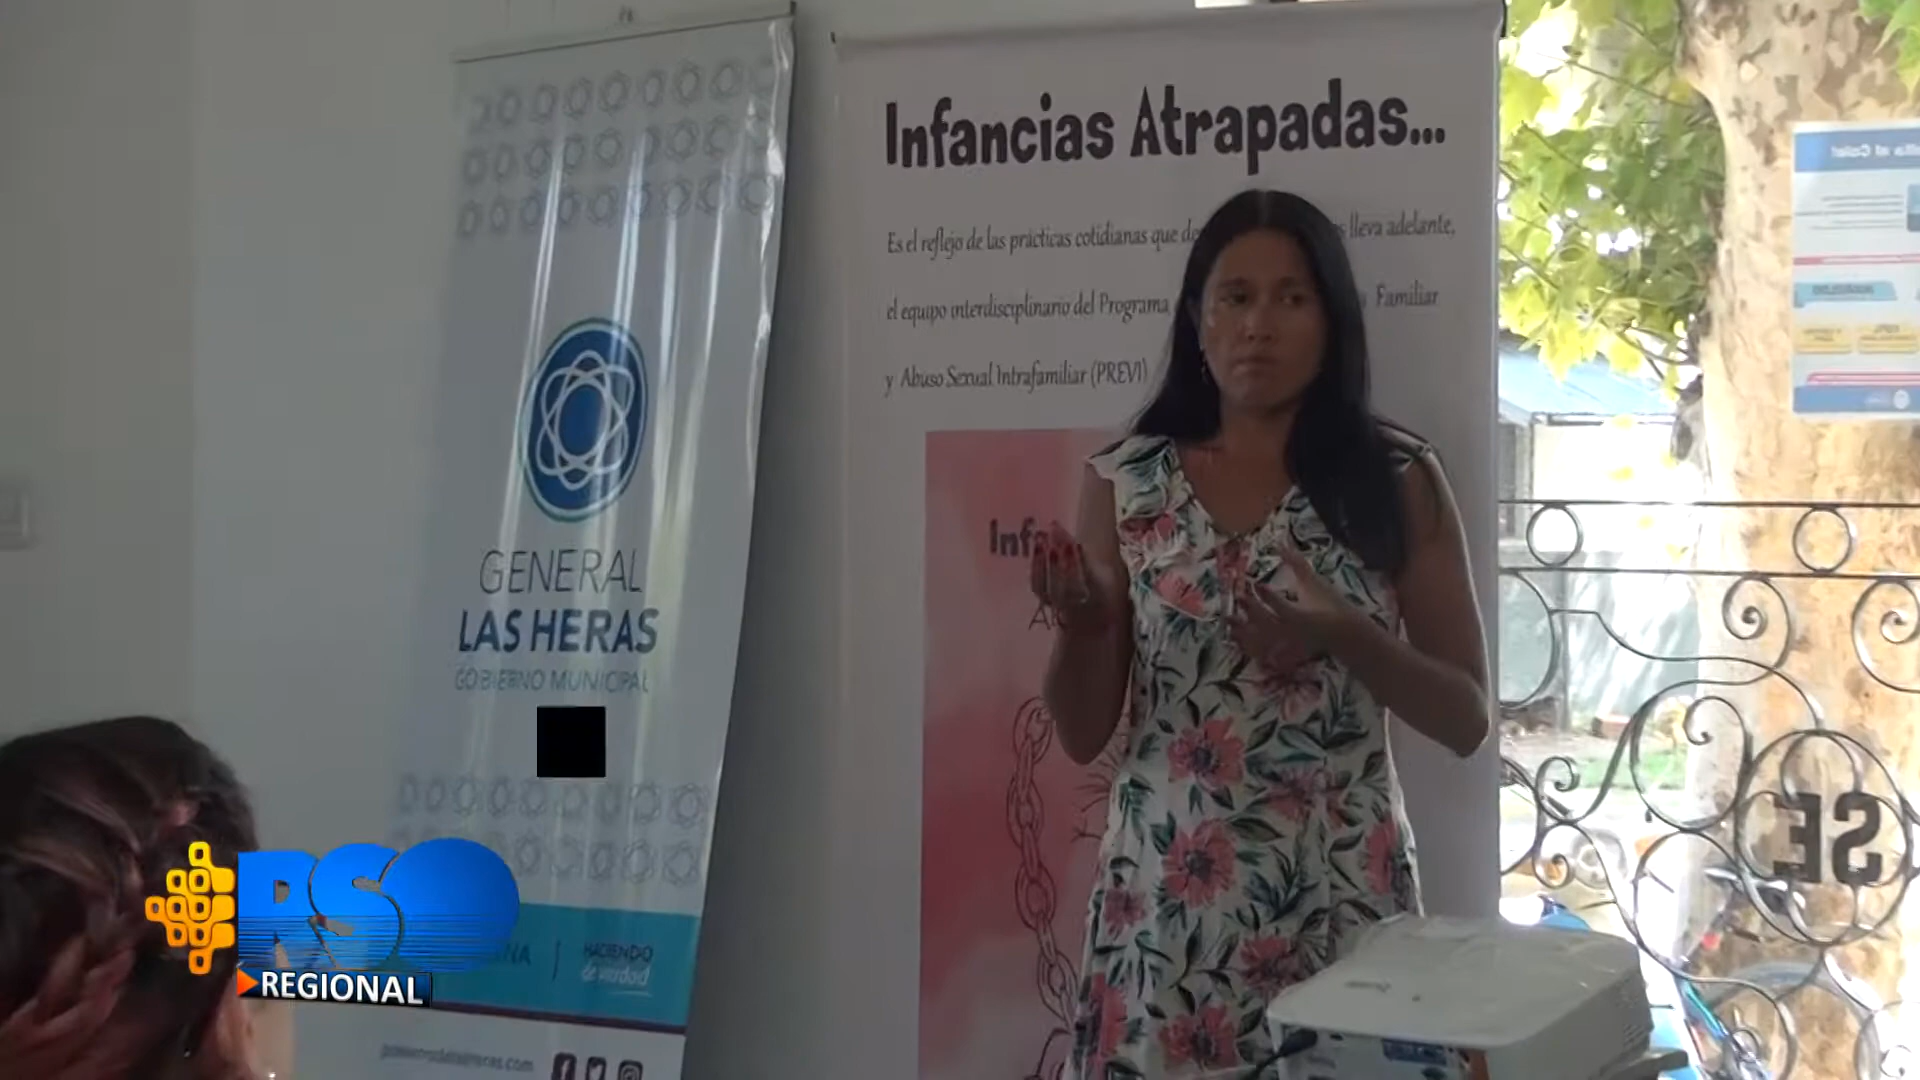 Infancias Atrapadas...
Es el reflejo de las prácticas cotidianas que de lleva adelante,
el equipo interdisciplinario del Programa Familiar
y Abuso Sexual Intrafamiliar (PREVI)
Infa
GENERAL
LAS HERAS
GOBIERNO MUNICIPAL
HACIENDO
de verdad
RSO
REGIONAL
SE